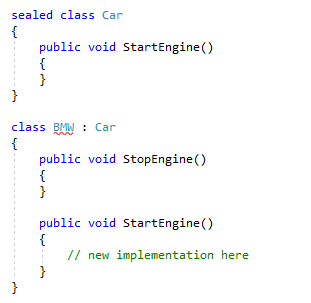 sealed class Car
{
    public void StartEngine()
    {
    }
}
class BMW : Car
{
    public void StopEngine()
    {
    }
    public void StartEngine()
    {
        // new implementation here
    }
}